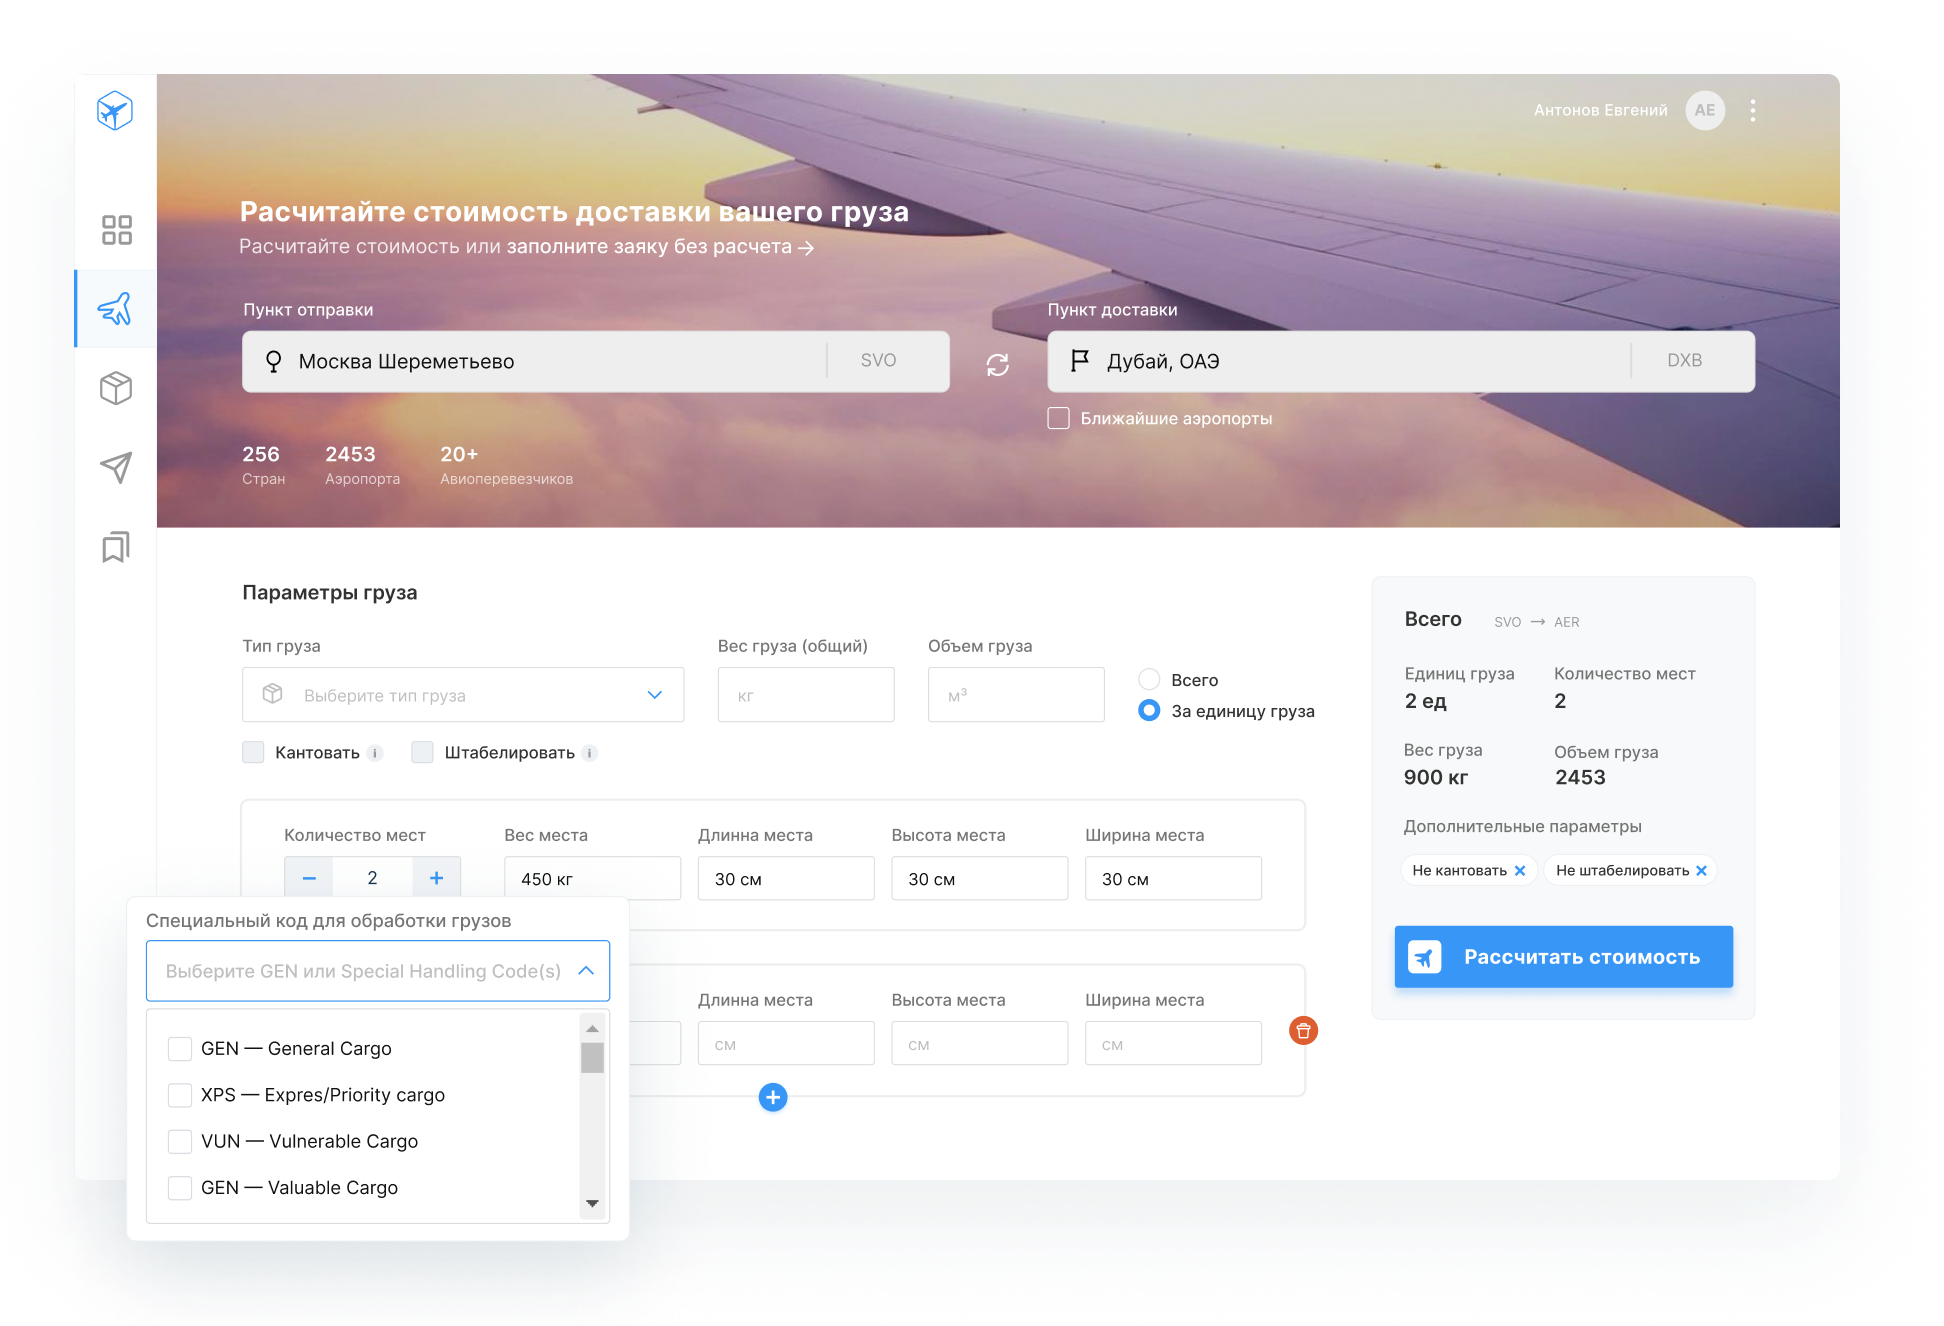 Антонов Евгений AE
Расчитайте стоимость доставки вашего груза
Расчитайте стоимость или заполните заяку без расчета →
Пункт отправки
Москва Шереметьево SVO
Пункт доставки
Дубай, ОАЭ DXB
Ближайшие аэропорты
256 2453 20+
Стран Аэропорта Авиоперевезчиков
Параметры груза
Тип груза Вес груза (общий) Объем груза
Выберите тип груза кг м³
Всего
За единицу груза
Кантовать i Штабелировать i
Количество мест Вес места Длинна места Высота места Ширина места
− 2 + 450 кг 30 см 30 см 30 см
Длинна места Высота места Ширина места
см см см
Специальный код для обработки грузов
Выберите GEN или Special Handling Code(s)
GEN — General Cargo
XPS — Expres/Priority cargo
VUN — Vulnerable Cargo
GEN — Valuable Cargo
Всего SVO → AER
Единиц груза Количество мест
2 ед 2
Вес груза Объем груза
900 кг 2453
Дополнительные параметры
Не кантовать × Не штабелировать ×
Рассчитать стоимость